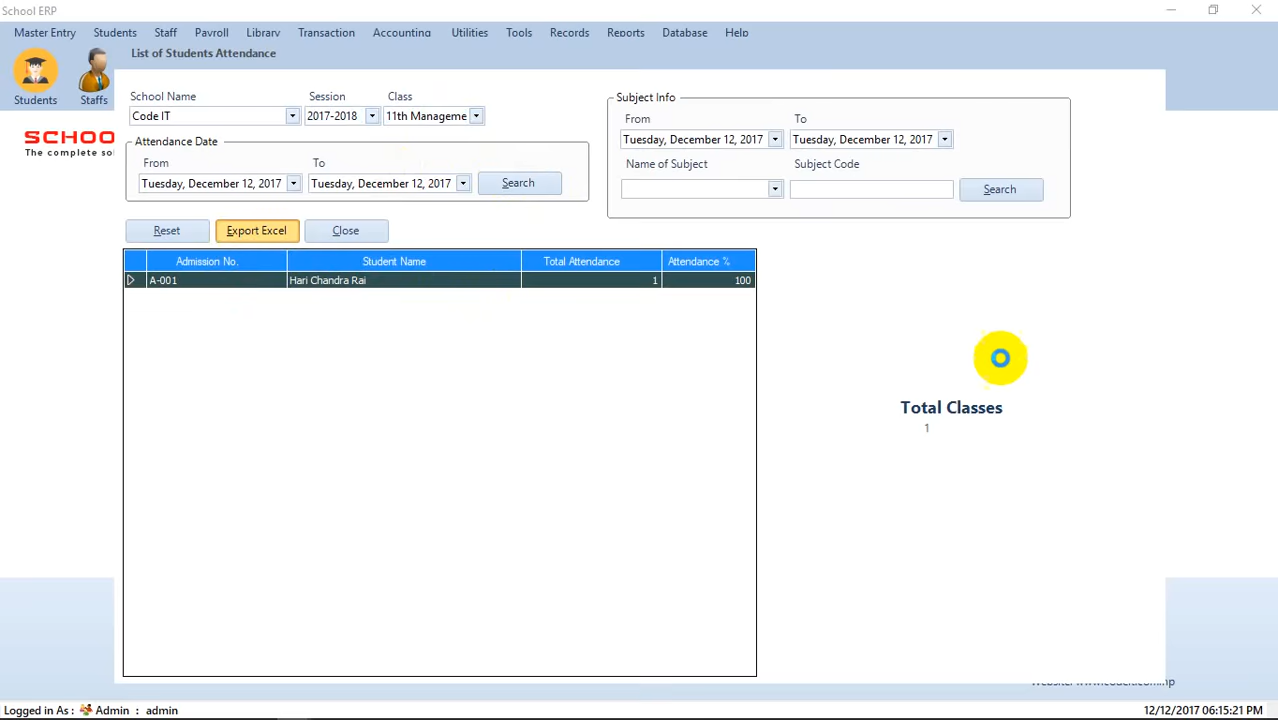 School ERP
Master Entry Students Staff Payroll Library Transaction Accounting Utilities Tools Records Reports Database Help
List of Students Attendance
Students Staffs
SCHOO
The complete so
School Name Session Class
Code IT 2017-2018 11th Manageme
Attendance Date
From To
Tuesday, December 12, 2017 Tuesday, December 12, 2017 Search
Subject Info
From To
Tuesday, December 12, 2017 Tuesday, December 12, 2017
Name of Subject Subject Code
Search
Reset Export Excel Close
Admission No. Student Name Total Attendance Attendance %
A-001 Hari Chandra Rai 1 100
Total Classes
1
Logged in As : Admin : admin
12/12/2017 06:15:21 PM